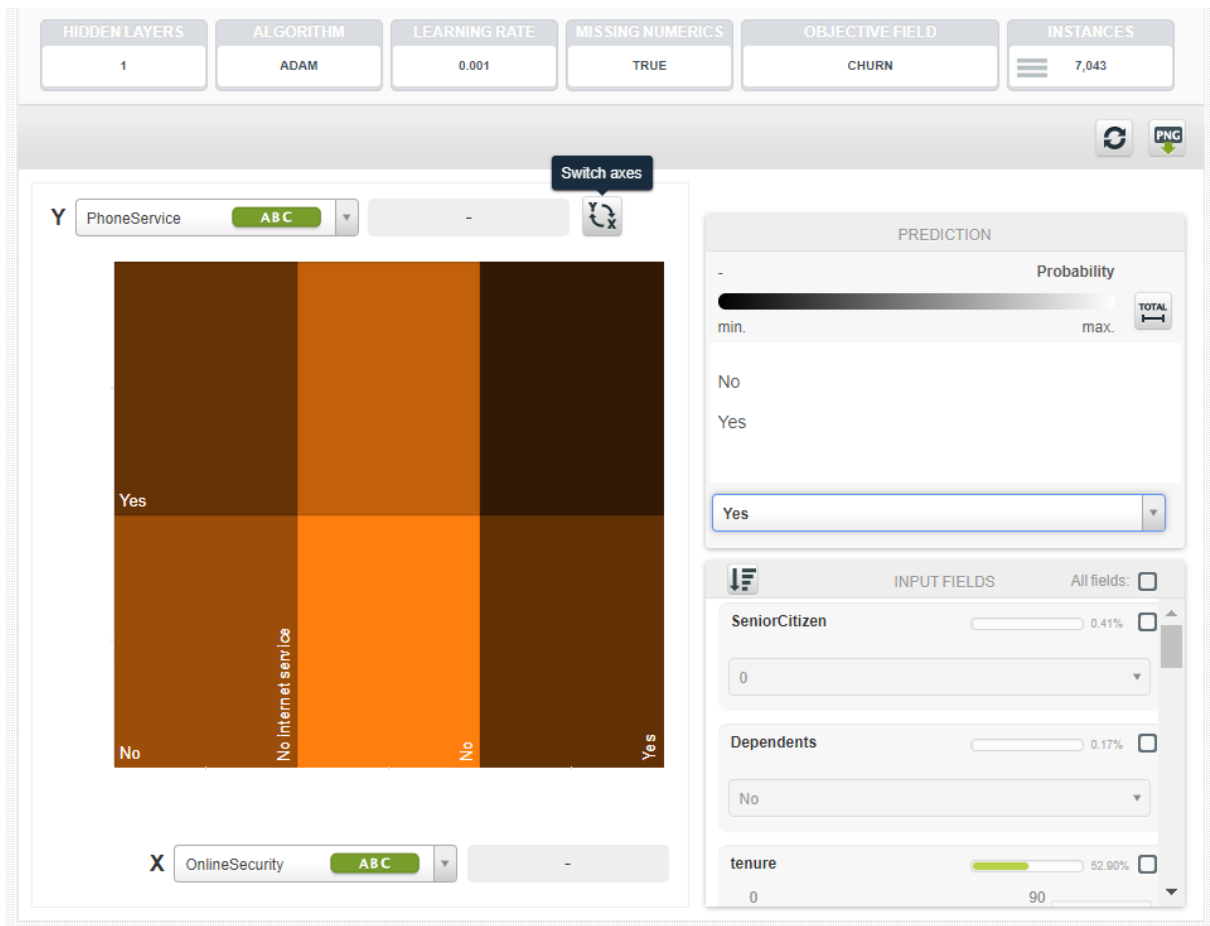 HIDDEN LAYERS ALGORITHM LEARNING RATE MISSING NUMERICS OBJECTIVE FIELD INSTANCES
1 ADAM 0.001 TRUE CHURN 7,043
PNG
Switch axes
Y PhoneService ABC - Y X
PREDICTION
- Probability
TOTAL
min. max.
No
Yes
Yes
Yes
INPUT FIELDS All fields:
SeniorCitizen 0.41%
0
No No Internet service No Yes
Dependents 0.17%
No
X OnlineSecurity ABC -
tenure 52.90%
0 90